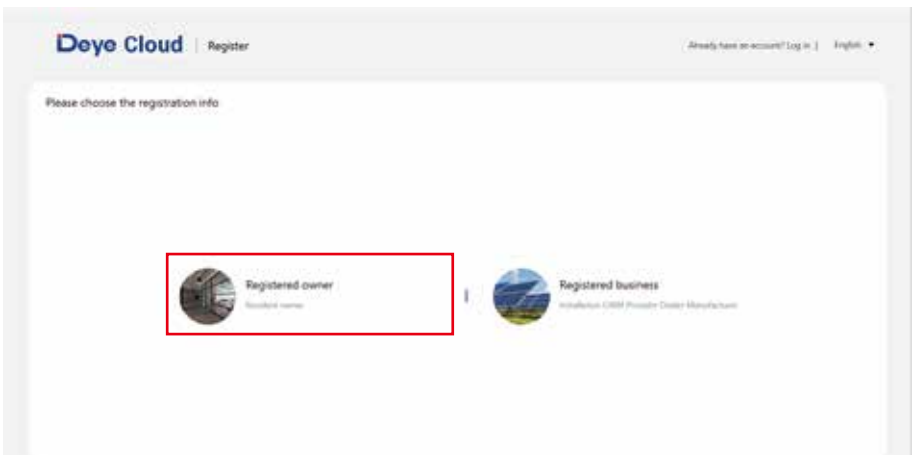 Deye Cloud | Register
Already have an account? Log in | English
Please choose the registration info
Registered owner
Resident owner
Registered business
Installation O&M Provider Dealer Manufacturer